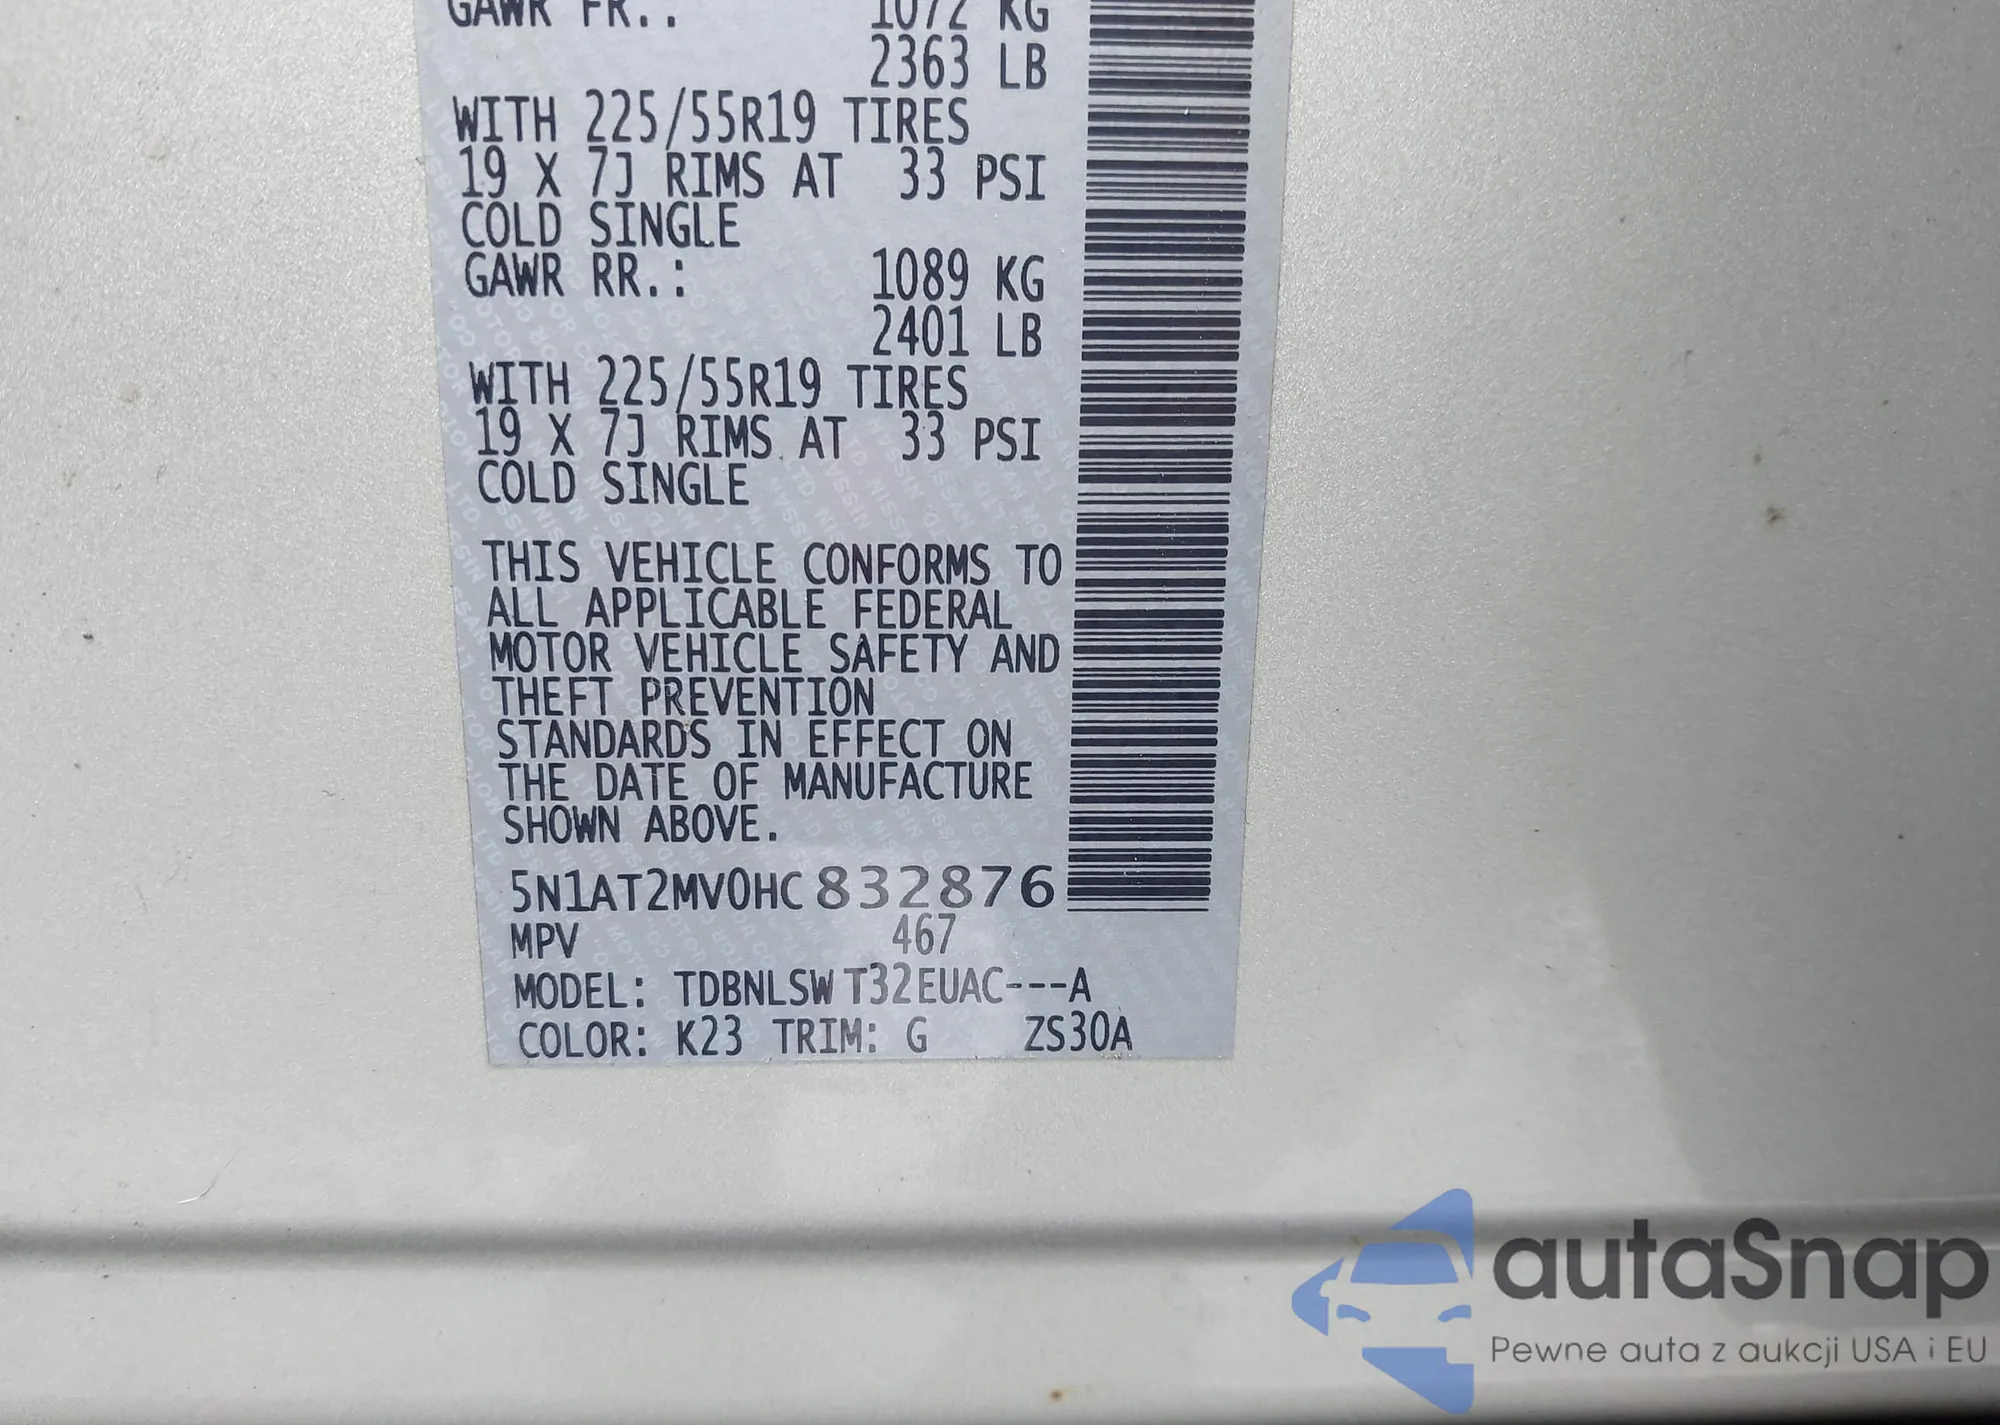 GAWR FR.: 1072 KG
2363 LB
WITH 225/55R19 TIRES
19 X 7J RIMS AT 33 PSI
COLD SINGLE
GAWR RR.: 1089 KG
2401 LB
WITH 225/55R19 TIRES
19 X 7J RIMS AT 33 PSI
COLD SINGLE
THIS VEHICLE CONFORMS TO
ALL APPLICABLE FEDERAL
MOTOR VEHICLE SAFETY AND
THEFT PREVENTION
STANDARDS IN EFFECT ON
THE DATE OF MANUFACTURE
SHOWN ABOVE.
5N1AT2MV0HC832876
MPV 467
MODEL: TDBNLSW T32EUAC---A
COLOR: K23 TRIM: G ZS30A
autaSnap
Pewne auta z aukcji USA i EU